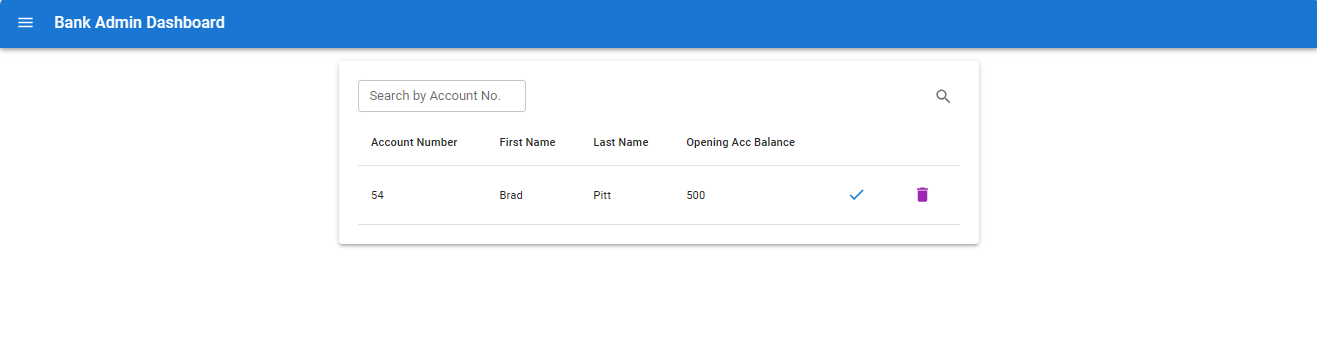 Bank Admin Dashboard
Search by Account No.
Account Number First Name Last Name Opening Acc Balance
54 Brad Pitt 500